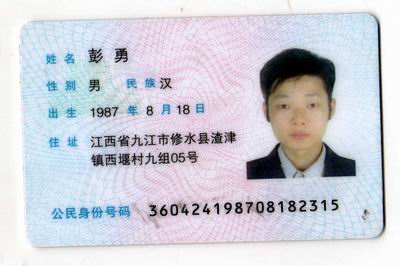 姓名 彭勇
性别 男 民族 汉
出生 1987 年 8 月 18 日
住址 江西省九江市修水县渣津
镇西堰村九组05号
公民身份号码 360424198708182315